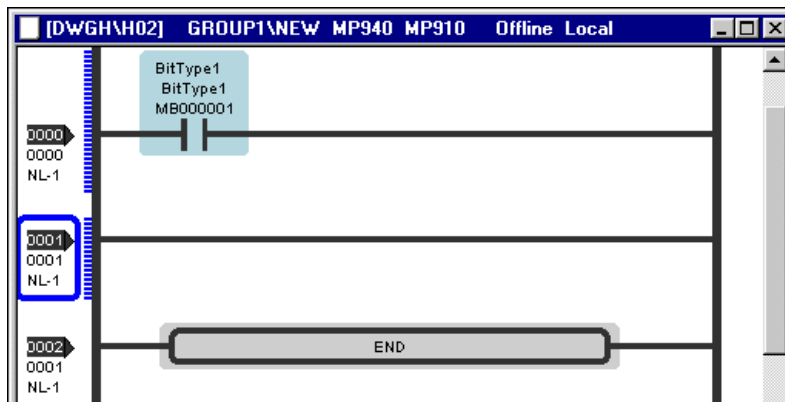 [DWGH\H02] GROUP1\NEW MP940 MP910 Offline Local
BitType1
BitType1
MB000001
0000
0000
NL-1
0001
0001
NL-1
0002
0001
NL-1
END